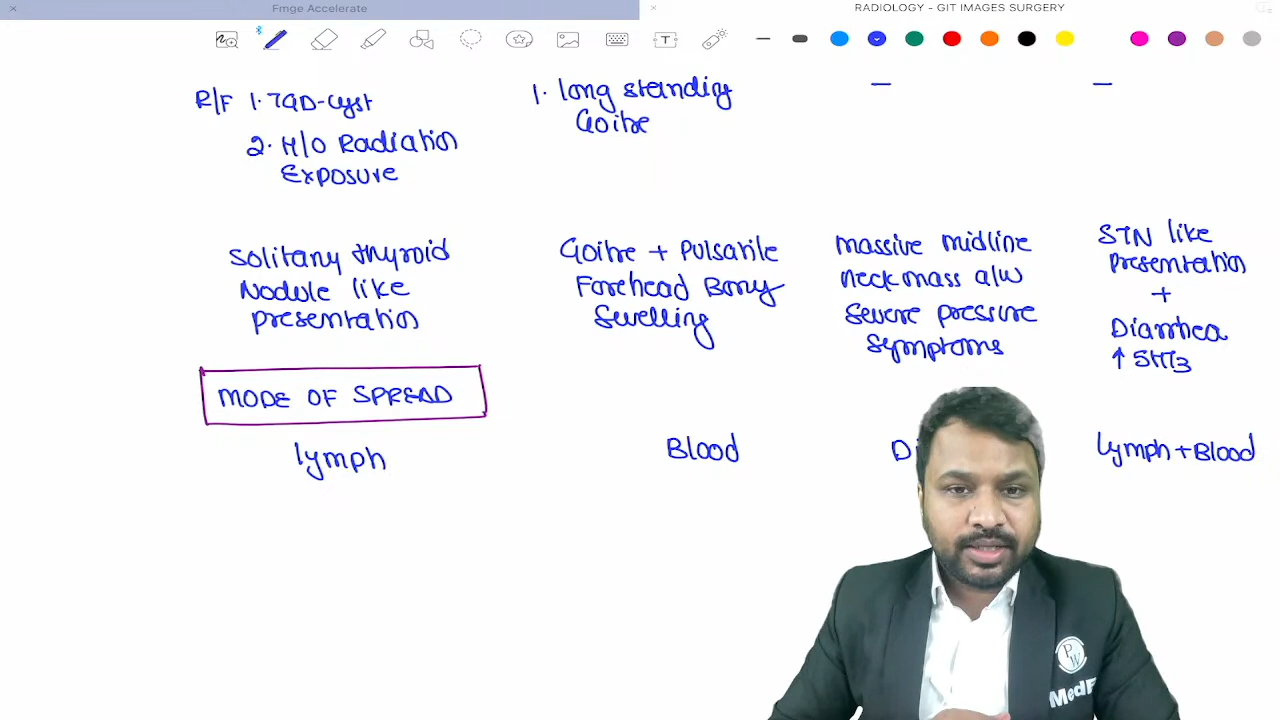 Fmge Accelerate
RADIOLOGY - GIT IMAGES SURGERY
R/F 1. TGD-cyst
2. H/O Radiation
Exposure
1. long standing
Goitre
—
—
Solitary thyroid
Nodule like
presentation
Goitre + Pulsatile
Forehead Bony
Swelling
massive midline
neck mass a/w
Severe pressure
Symptoms
STN like
Presentation
+
Diarrhea
↑ 5HT3
MODE OF SPREAD
lymph
Blood
lymph + Blood
T
PW